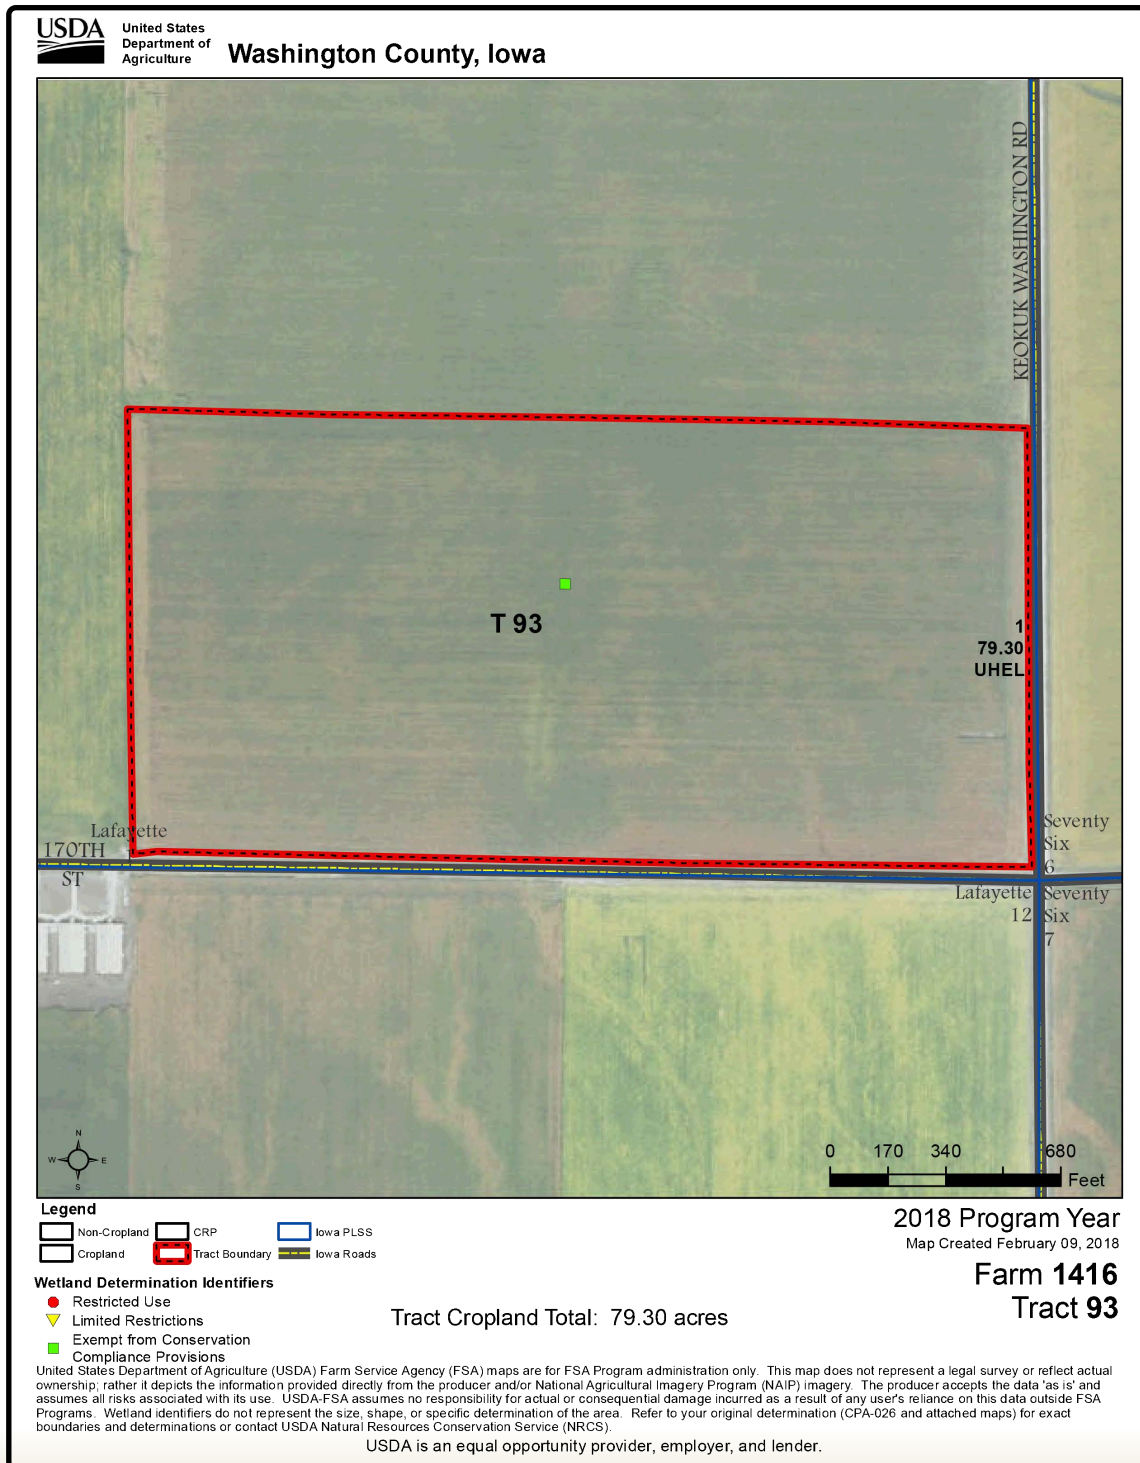 USDA
United States
Department of
Agriculture
Washington County, Iowa
KEOKUK WASHINGTON RD
T 93
1
79.30
UHEL
Lafayette
170TH
ST
Seventy
Six
6
Lafayette
12
Seventy
Six
7
N
W
E
S
0 170 340 680
Feet
Legend
Non-Cropland
CRP
Iowa PLSS
Cropland
Tract Boundary
Iowa Roads
2018 Program Year
Map Created February 09, 2018
Farm 1416
Tract 93
Wetland Determination Identifiers
Restricted Use
Limited Restrictions
Exempt from Conservation
Compliance Provisions
Tract Cropland Total: 79.30 acres
United States Department of Agriculture (USDA) Farm Service Agency (FSA) maps are for FSA Program administration only. This map does not represent a legal survey or reflect actual
ownership; rather it depicts the information provided directly from the producer and/or National Agricultural Imagery Program (NAIP) imagery. The producer accepts the data 'as is' and
assumes all risks associated with its use. USDA-FSA assumes no responsibility for actual or consequential damage incurred as a result of any user's reliance on this data outside FSA
Programs. Wetland identifiers do not represent the size, shape, or specific determination of the area. Refer to your original determination (CPA-026 and attached maps) for exact
boundaries and determinations or contact USDA Natural Resources Conservation Service (NRCS).
USDA is an equal opportunity provider, employer, and lender.